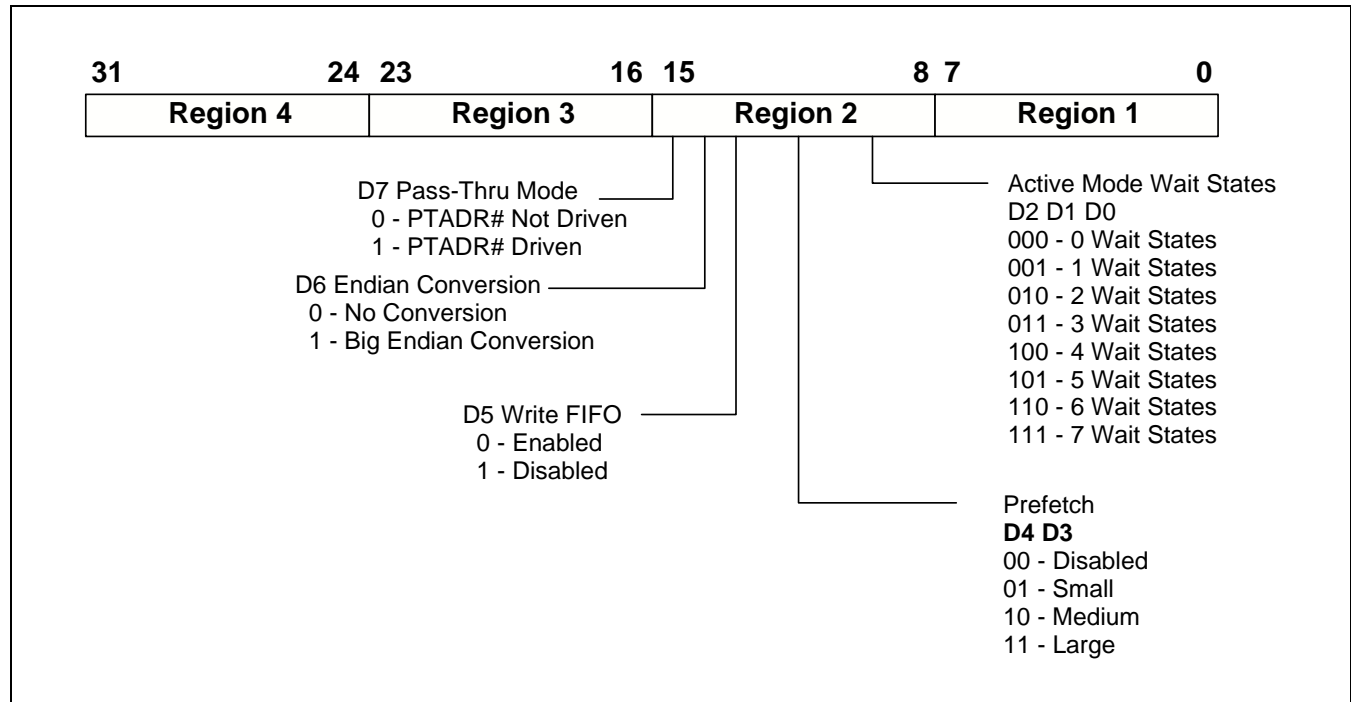 31 24 23 16 15 8 7 0
Region 4 Region 3 Region 2 Region 1
D7 Pass-Thru Mode
0 - PTADR# Not Driven
1 - PTADR# Driven
D6 Endian Conversion
0 - No Conversion
1 - Big Endian Conversion
D5 Write FIFO
0 - Enabled
1 - Disabled
Active Mode Wait States
D2 D1 D0
000 - 0 Wait States
001 - 1 Wait States
010 - 2 Wait States
011 - 3 Wait States
100 - 4 Wait States
101 - 5 Wait States
110 - 6 Wait States
111 - 7 Wait States
Prefetch
D4 D3
00 - Disabled
01 - Small
10 - Medium
11 - Large